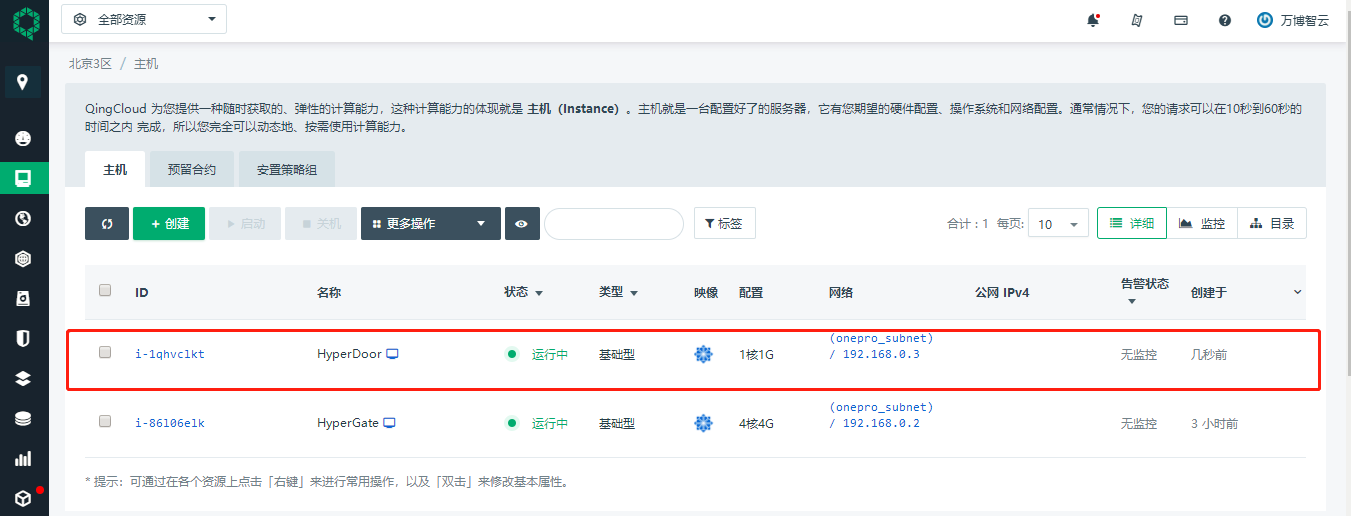 全部资源
万博智云
北京3区 / 主机
QingCloud 为您提供一种随时获取的、弹性的计算能力，这种计算能力的体现就是 主机（Instance）。主机就是一台配置好了的服务器，它有您期望的硬件配置、操作系统和网络配置。通常情况下，您的请求可以在10秒到60秒的
时间之内 完成，所以您完全可以动态地、按需使用计算能力。
主机 预留合约 安置策略组
+ 创建 启动 关机 更多操作 标签 合计：1 每页: 10 详细 监控 目录
ID 名称 状态 类型 映像 配置 网络 公网 IPv4 告警状态 创建于
i-1qhvclkt HyperDoor 运行中 基础型 1核1G (onepro_subnet) / 192.168.0.3 无监控 几秒前
i-86l06elk HyperGate 运行中 基础型 4核4G (onepro_subnet) / 192.168.0.2 无监控 3 小时前
* 提示：可通过在各个资源上点击「右键」来进行常用操作，以及「双击」来修改基本属性。